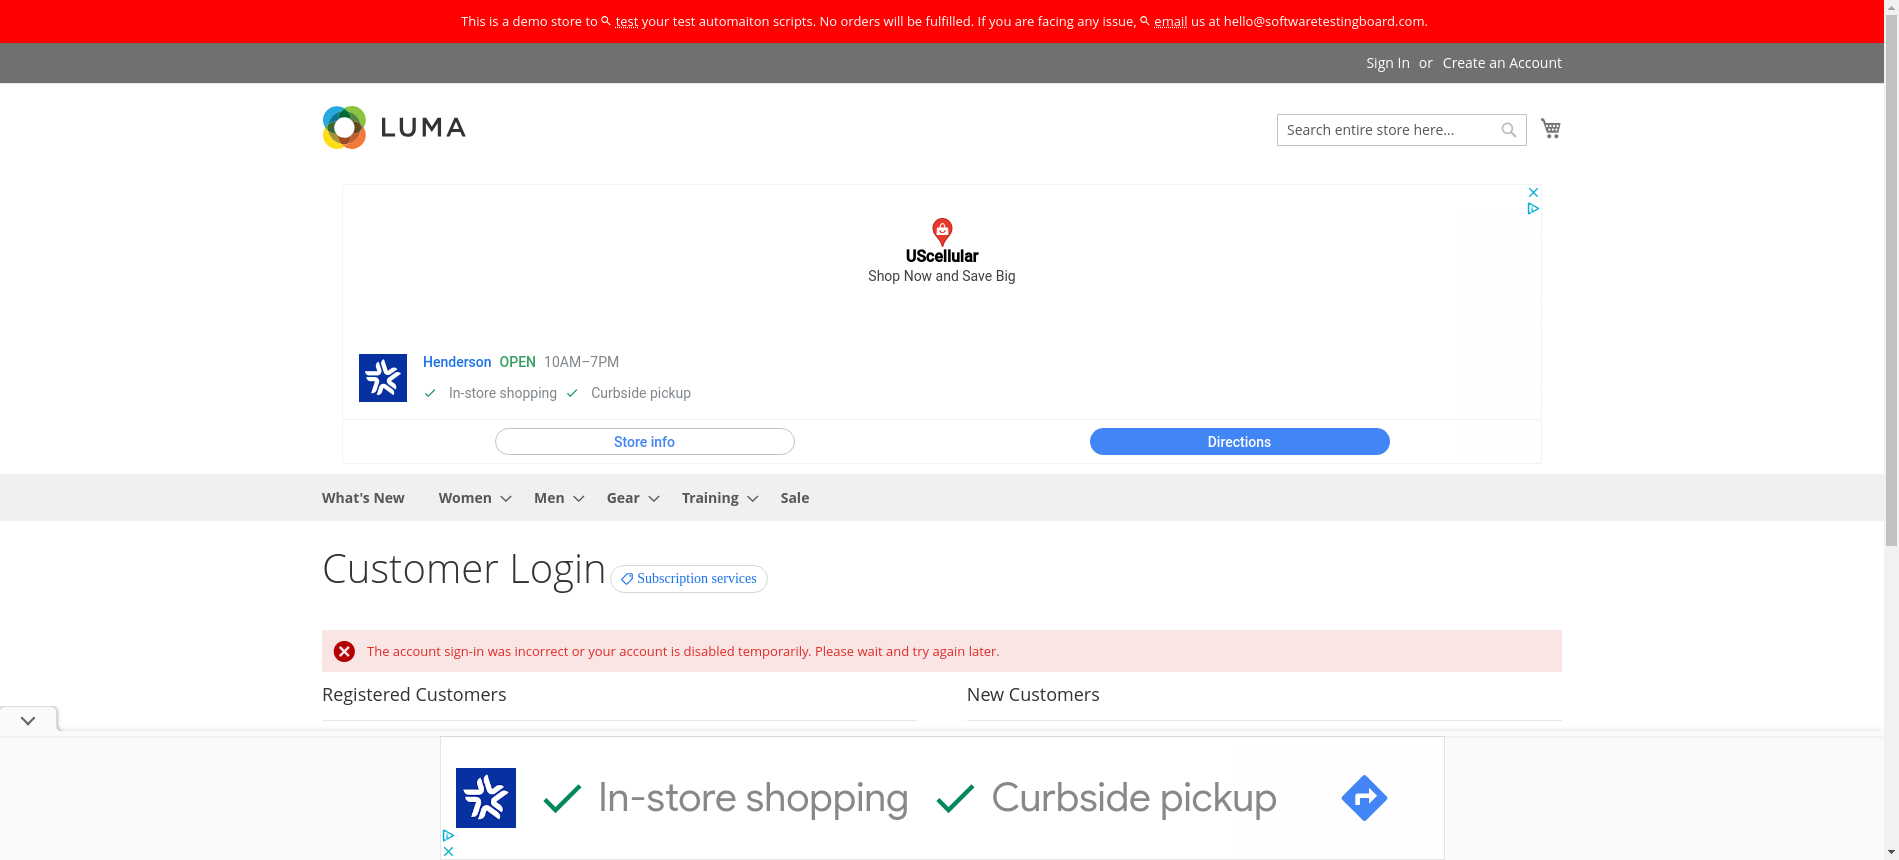 This is a demo store to test your test automaiton scripts. No orders will be fulfilled. If you are facing any issue, email us at hello@softwaretestingboard.com.
Sign In or Create an Account
LUMA
Search entire store here...
UScellular
Shop Now and Save Big
Henderson OPEN 10AM–7PM
In-store shopping Curbside pickup
Store info Directions
What's New Women Men Gear Training Sale
Customer Login Subscription services
The account sign-in was incorrect or your account is disabled temporarily. Please wait and try again later.
Registered Customers New Customers
In-store shopping Curbside pickup